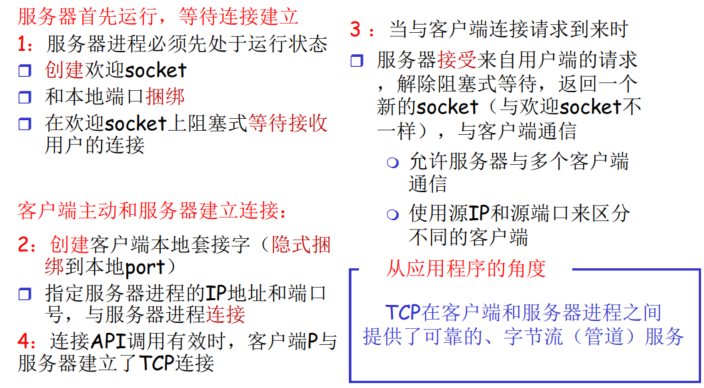 服务器首先运行，等待连接建立
1：服务器进程必须先处于运行状态
创建欢迎socket
和本地端口捆绑
在欢迎socket上阻塞式等待接收
用户的连接
客户端主动和服务器建立连接：
2：创建客户端本地套接字（隐式捆
绑到本地port）
指定服务器进程的IP地址和端口
号，与服务器进程连接
4：连接API调用有效时，客户端P与
服务器建立了TCP连接
3 ：当与客户端连接请求到来时
服务器接受来自用户端的请求
，解除阻塞式等待，返回一个
新的socket（与欢迎socket不
一样），与客户端通信
允许服务器与多个客户端
通信
使用源IP和源端口来区分
不同的客户端
从应用程序的角度
TCP在客户端和服务器进程之间
提供了可靠的、字节流（管道）服务